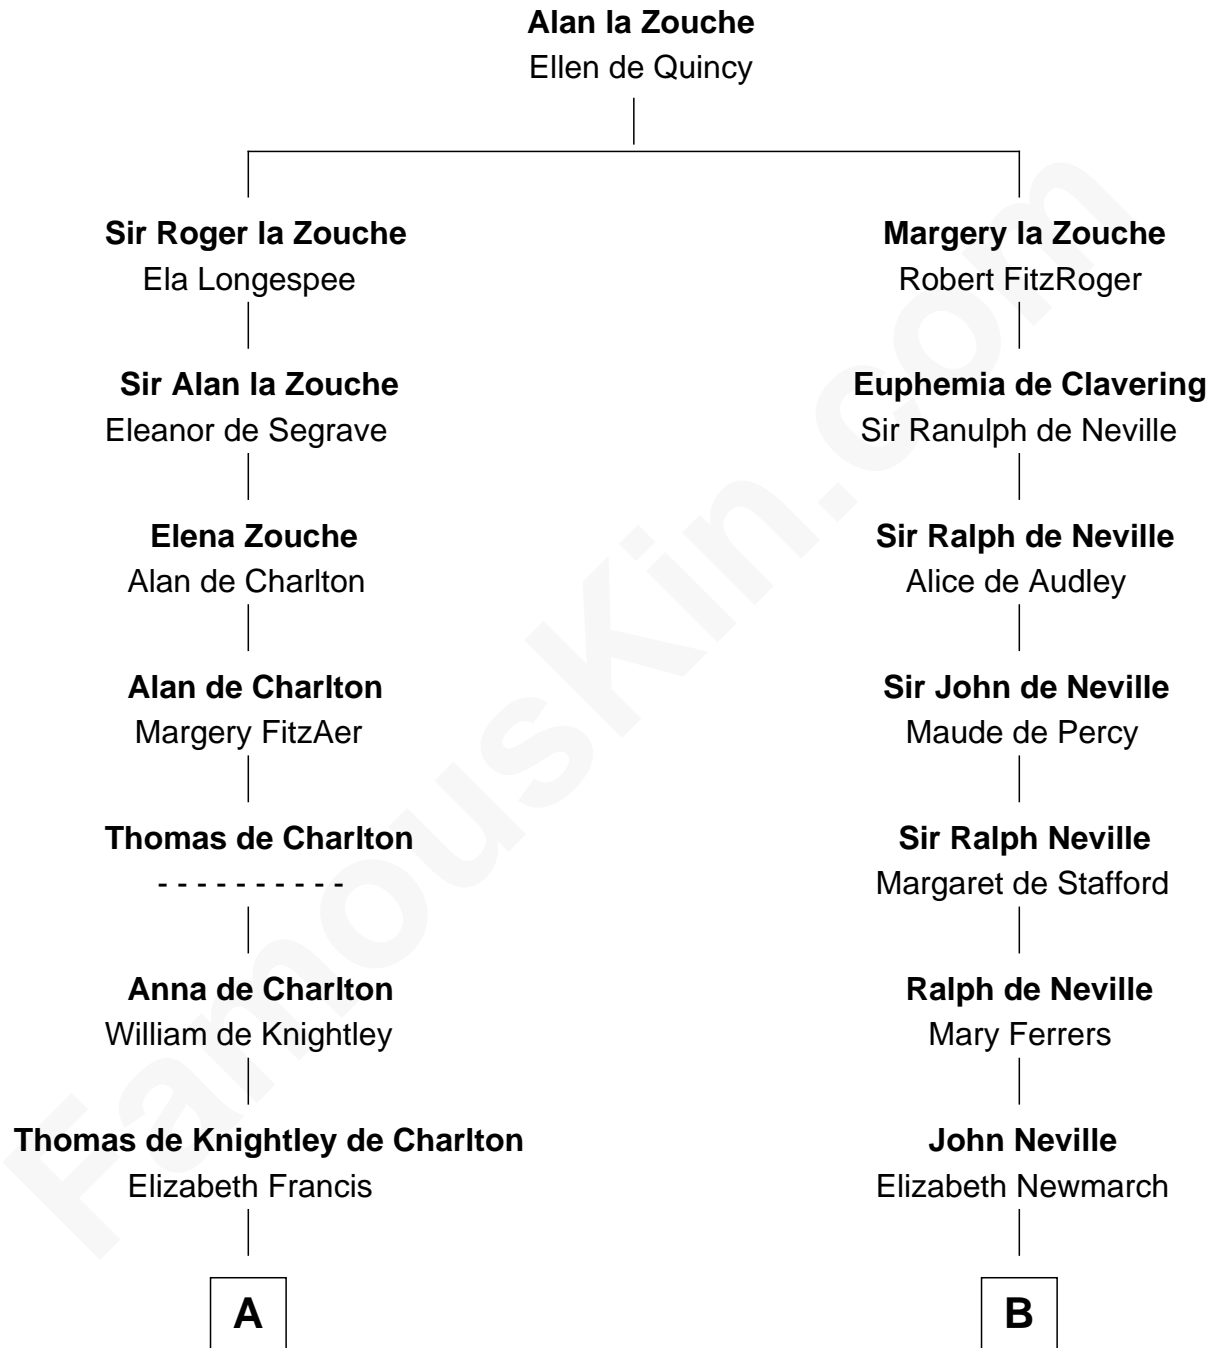 Alan la Zouche
Ellen de Quincy
Sir Roger la Zouche
Ela Longespee
Margery la Zouche
Robert FitzRoger
Sir Alan la Zouche
Eleanor de Segrave
Euphemia de Clavering
Sir Ranulph de Neville
Elena Zouche
Alan de Charlton
Sir Ralph de Neville
Alice de Audley
Alan de Charlton
Margery FitzAer
Sir John de Neville
Maude de Percy
Thomas de Charlton
- - - - - - - - - -
Sir Ralph Neville
Margaret de Stafford
Anna de Charlton
William de Knightley
Ralph de Neville
Mary Ferrers
Thomas de Knightley de Charlton
Elizabeth Francis
John Neville
Elizabeth Newmarch
A
B
FamousKin.com